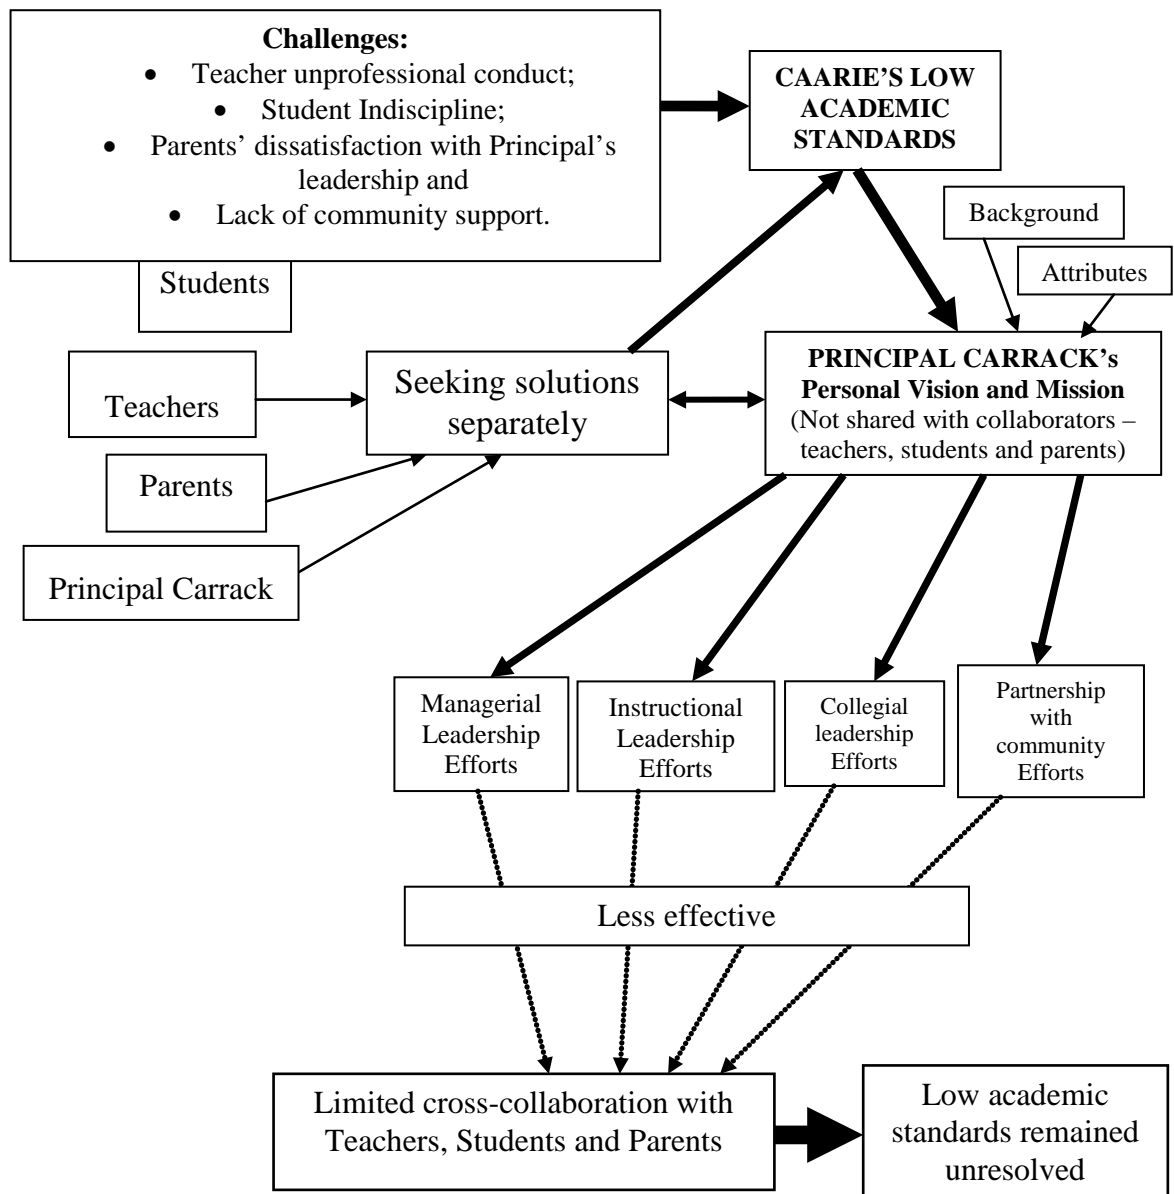 Challenges:
• Teacher unprofessional conduct;
• Student Indiscipline;
• Parents’ dissatisfaction with Principal’s
leadership and
• Lack of community support.
CAARIE’S LOW
ACADEMIC
STANDARDS
Background
Attributes
Students
Teachers
Parents
Principal Carrack
Seeking solutions
separately
PRINCIPAL CARRACK’s
Personal Vision and Mission
(Not shared with collaborators –
teachers, students and parents)
Managerial
Leadership
Efforts
Instructional
Leadership
Efforts
Collegial
leadership
Efforts
Partnership
with
community
Efforts
Less effective
Limited cross-collaboration with
Teachers, Students and Parents
Low academic
standards remained
unresolved